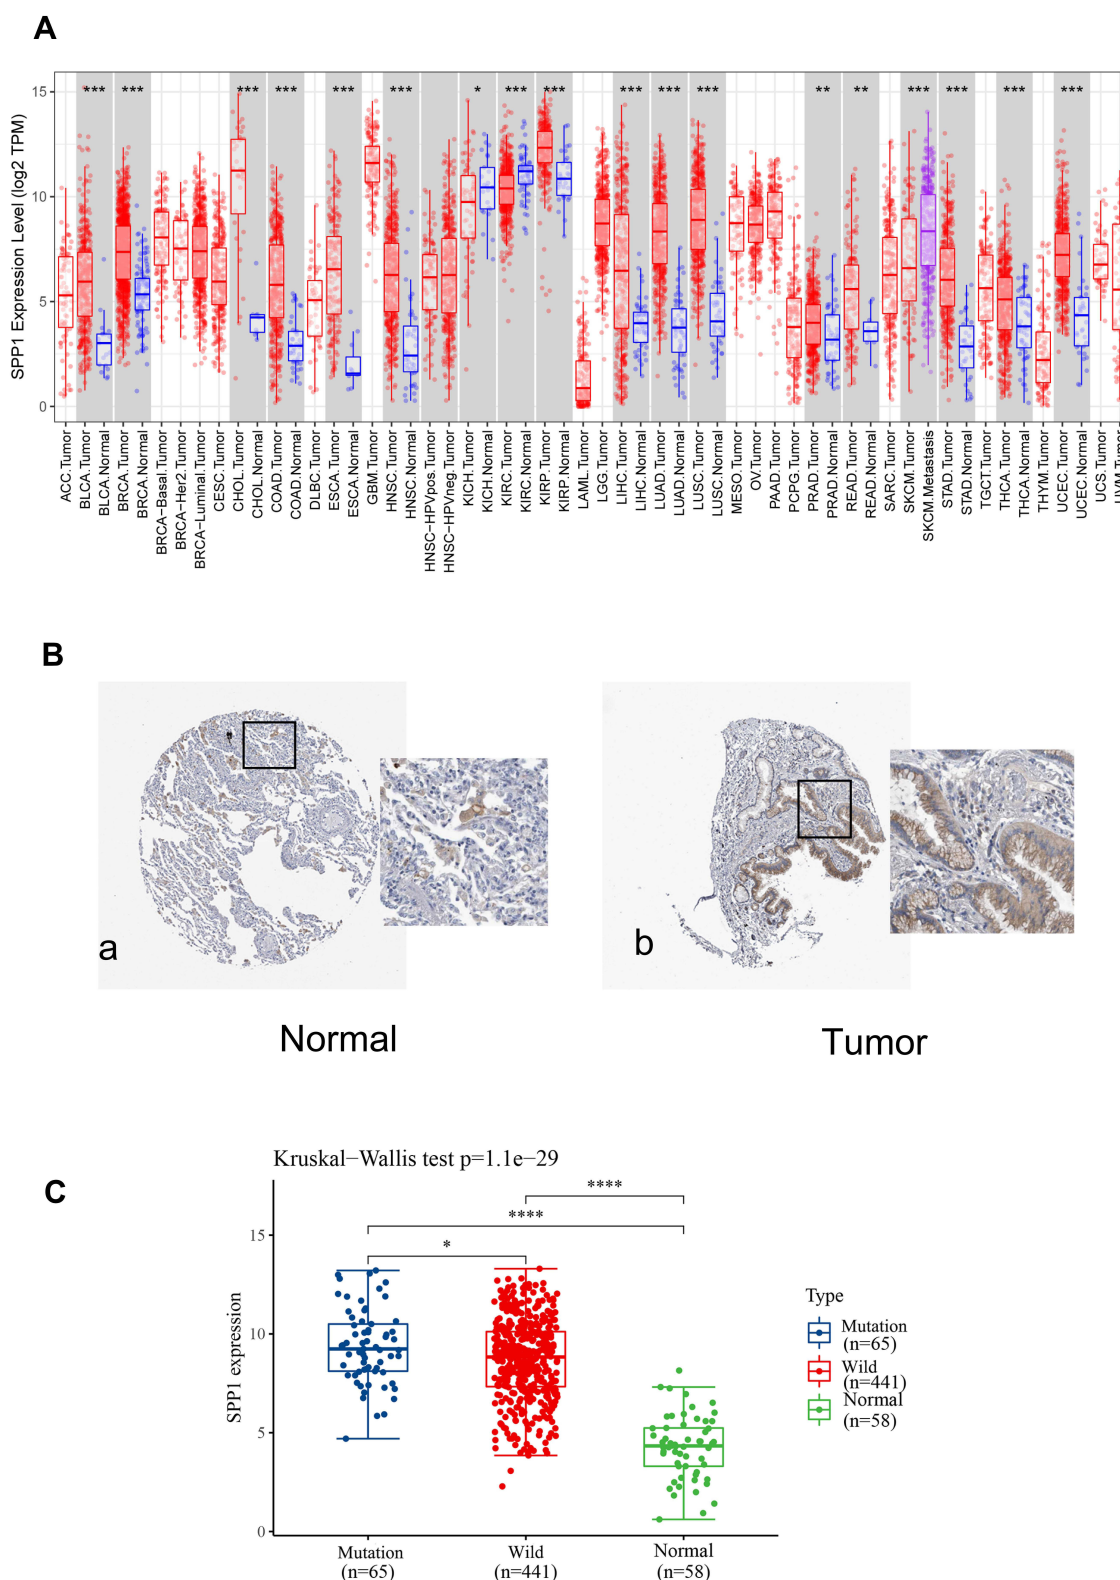 A
SPP1 Expression Level (log2 TPM)
15
10
5
0
*** *** *** *** *** *** * *** *** *** *** *** ** ** *** *** *** ***
ACC.Tumor
BLCA.Tumor
BLCA.Normal
BRCA.Tumor
BRCA.Normal
BRCA-Basal.Tumor
BRCA-Her2.Tumor
BRCA-Luminal.Tumor
CESC.Tumor
CHOL.Tumor
CHOL.Normal
COAD.Tumor
COAD.Normal
DLBC.Tumor
ESCA.Tumor
ESCA.Normal
GBM.Tumor
HNSC.Tumor
HNSC.Normal
HNSC-HPVpos.Tumor
HNSC-HPVneg.Tumor
KICH.Tumor
KICH.Normal
KIRC.Tumor
KIRC.Normal
KIRP.Tumor
KIRP.Normal
LAML.Tumor
LGG.Tumor
LIHC.Tumor
LIHC.Normal
LUAD.Tumor
LUAD.Normal
LUSC.Tumor
LUSC.Normal
MESO.Tumor
OV.Tumor
PAAD.Tumor
PCPG.Tumor
PRAD.Tumor
PRAD.Normal
READ.Tumor
READ.Normal
SARC.Tumor
SKCM.Tumor
SKCM.Metastasis
STAD.Tumor
STAD.Normal
TGCT.Tumor
THCA.Tumor
THCA.Normal
THYM.Tumor
UCEC.Tumor
UCEC.Normal
UCS.Tumor
UVM.Tumor
B
a
b
Normal
Tumor
C
Kruskal−Wallis test p=1.1e−29
****
****
*
SPP1 expression
15
10
5
0
Mutation
(n=65)
Wild
(n=441)
Normal
(n=58)
Type
Mutation
(n=65)
Wild
(n=441)
Normal
(n=58)